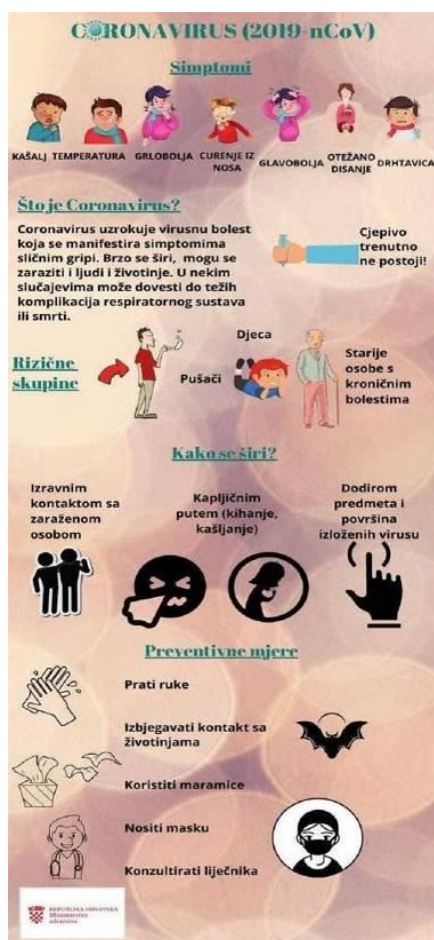 CORONAVIRUS (2019-nCoV)
Simptomi
KAŠALJ TEMPERATURA GRLOBOLJA CURENJE IZ NOSA GLAVOBOLJA OTEŽANO DISANJE DRHTAVICA
Što je Coronavirus?
Coronavirus uzrokuje virusnu bolest
koja se manifestira simptomima
sličnim gripi. Brzo se širi, mogu se
zaraziti i ljudi i životinje. U nekim
slučajevima može dovesti do težih
komplikacija respiratornog sustava
ili smrti.
Cjepivo
trenutno
ne postoji!
Rizične
skupine
Pušači
Djeca
Starije
osobe s
kroničnim
bolestima
Kako se širi?
Izravnim
kontaktom sa
zaraženom
osobom
Kapljičnim
putem (kihanje,
kašljanje)
Dodirom
predmeta i
površina
izloženih virusu
Preventivne mjere
Prati ruke
Izbjegavati kontakt sa
životinjama
Koristiti maramice
Nositi masku
Konzultirati liječnika
REPUBLIKA HRVATSKA
Ministarstvo
zdravstva